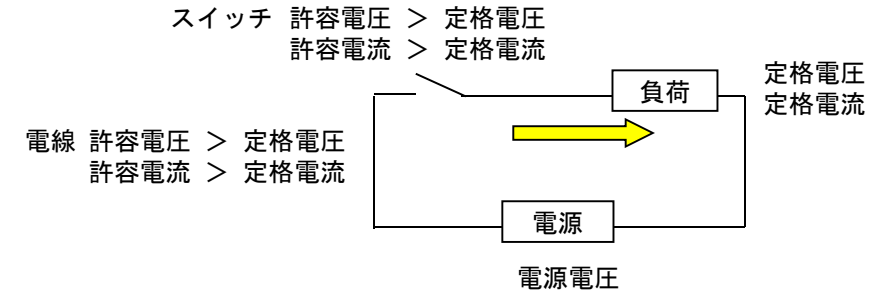 スイッチ 許容電圧 ＞ 定格電圧
許容電流 ＞ 定格電流
負荷
定格電圧
定格電流
電線 許容電圧 ＞ 定格電圧
許容電流 ＞ 定格電流
電源
電源電圧